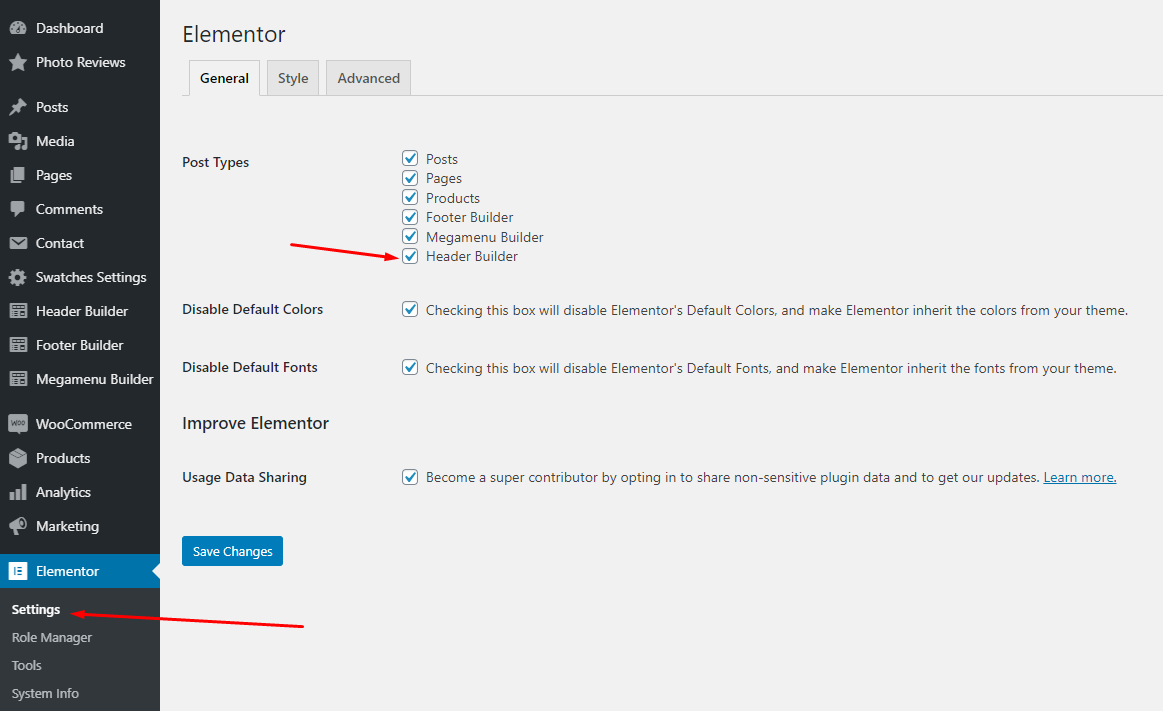 Dashboard
Photo Reviews
Posts
Media
Pages
Comments
Contact
Swatches Settings
Header Builder
Footer Builder
Megamenu Builder
WOO WooCommerce
Products
Analytics
Marketing
Elementor
Settings
Role Manager
Tools
System Info
Elementor
General Style Advanced
Post Types
Posts
Pages
Products
Footer Builder
Megamenu Builder
Header Builder
Disable Default Colors Checking this box will disable Elementor's Default Colors, and make Elementor inherit the colors from your theme.
Disable Default Fonts Checking this box will disable Elementor's Default Fonts, and make Elementor inherit the fonts from your theme.
Improve Elementor
Usage Data Sharing Become a super contributor by opting in to share non-sensitive plugin data and to get our updates. Learn more.
Save Changes